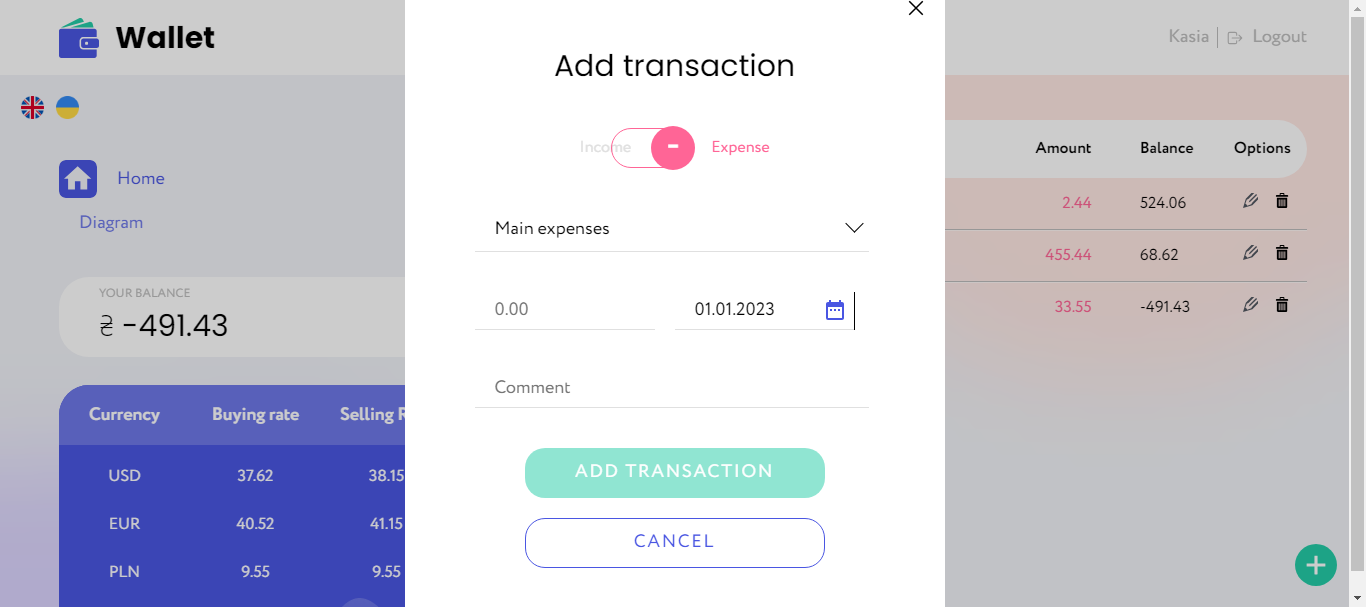 Wallet
Kasia | Logout
Add transaction
Income - Expense
Home
Diagram
YOUR BALANCE
₴ -491.43
Amount Balance Options
2.44 524.06
455.44 68.62
33.55 -491.43
Main expenses
0.00 01.01.2023
Comment
Currency Buying rate Selling R
USD 37.62 38.15
EUR 40.52 41.15
PLN 9.55 9.55
ADD TRANSACTION
CANCEL